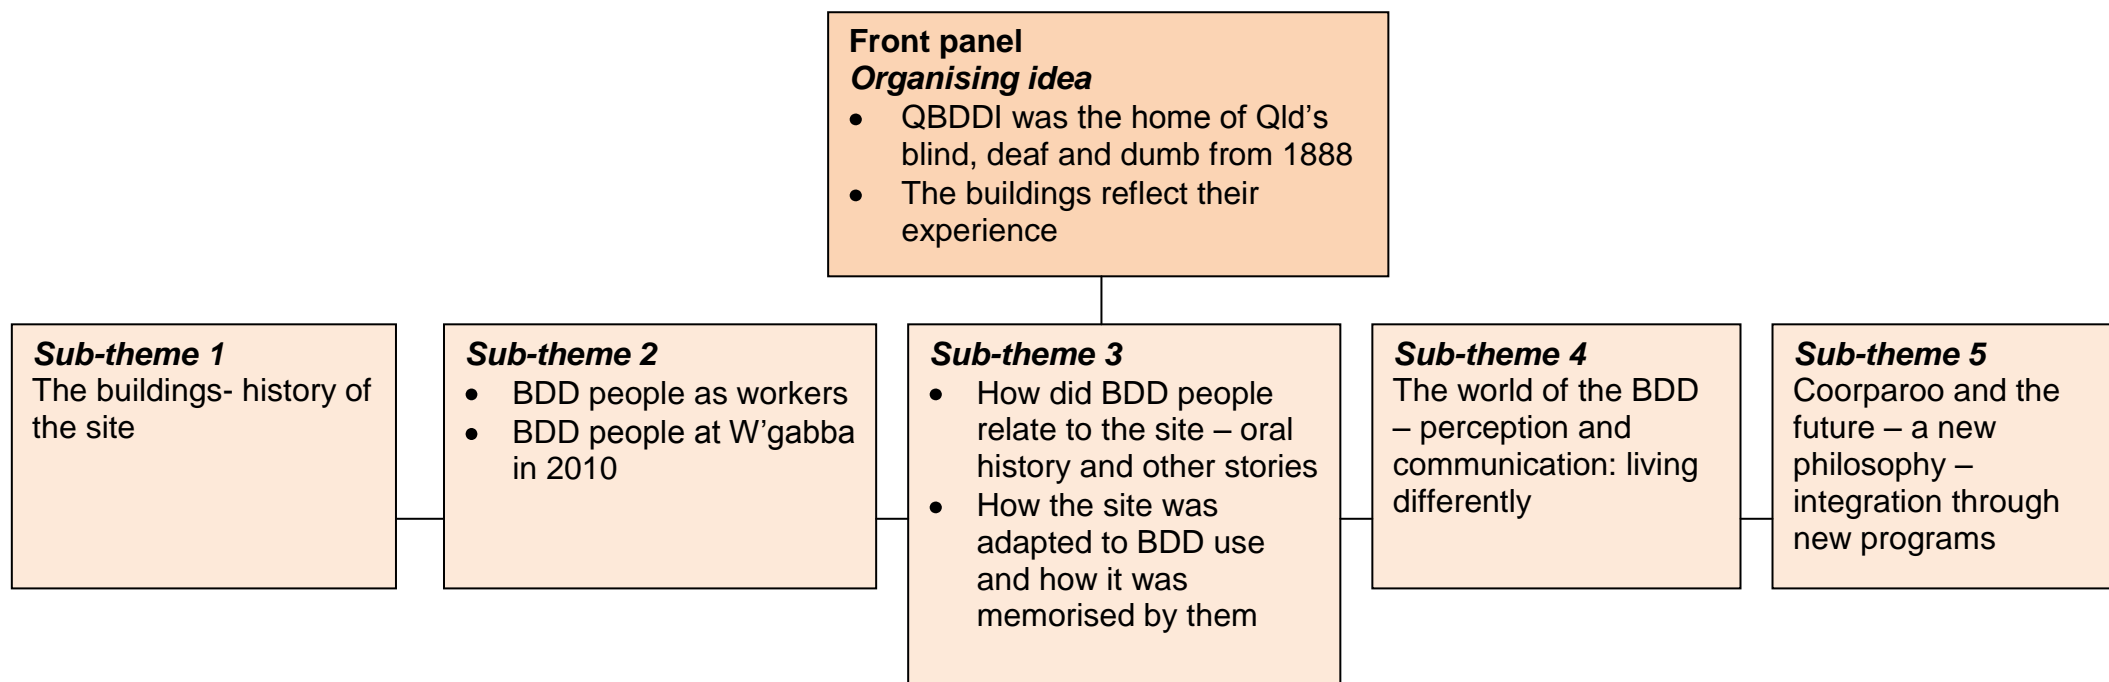 Front panel
Organising idea
• QBDDI was the home of Qld’s
blind, deaf and dumb from 1888
• The buildings reflect their
experience
Sub-theme 1
The buildings- history of
the site
Sub-theme 2
• BDD people as workers
• BDD people at W’gabba
in 2010
Sub-theme 3
• How did BDD people
relate to the site – oral
history and other stories
• How the site was
adapted to BDD use
and how it was
memorised by them
Sub-theme 4
The world of the BDD
– perception and
communication: living
differently
Sub-theme 5
Coorparoo and the
future – a new
philosophy –
integration through
new programs